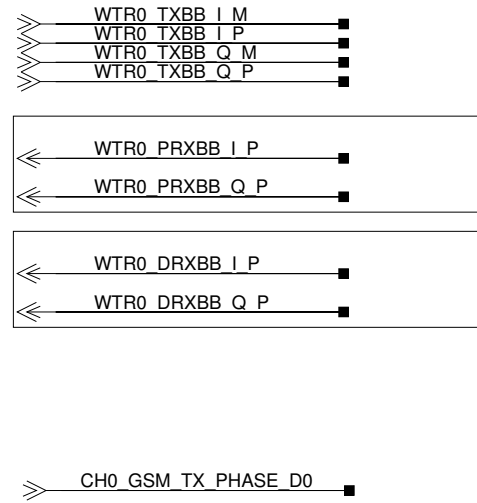 WTR0_TXBB_I_M
WTR0_TXBB_I_P
WTR0_TXBB_Q_M
WTR0_TXBB_Q_P
WTR0_PRXBB_I_P
WTR0_PRXBB_Q_P
WTR0_DRXBB_I_P
WTR0_DRXBB_Q_P
CH0_GSM_TX_PHASE_D0